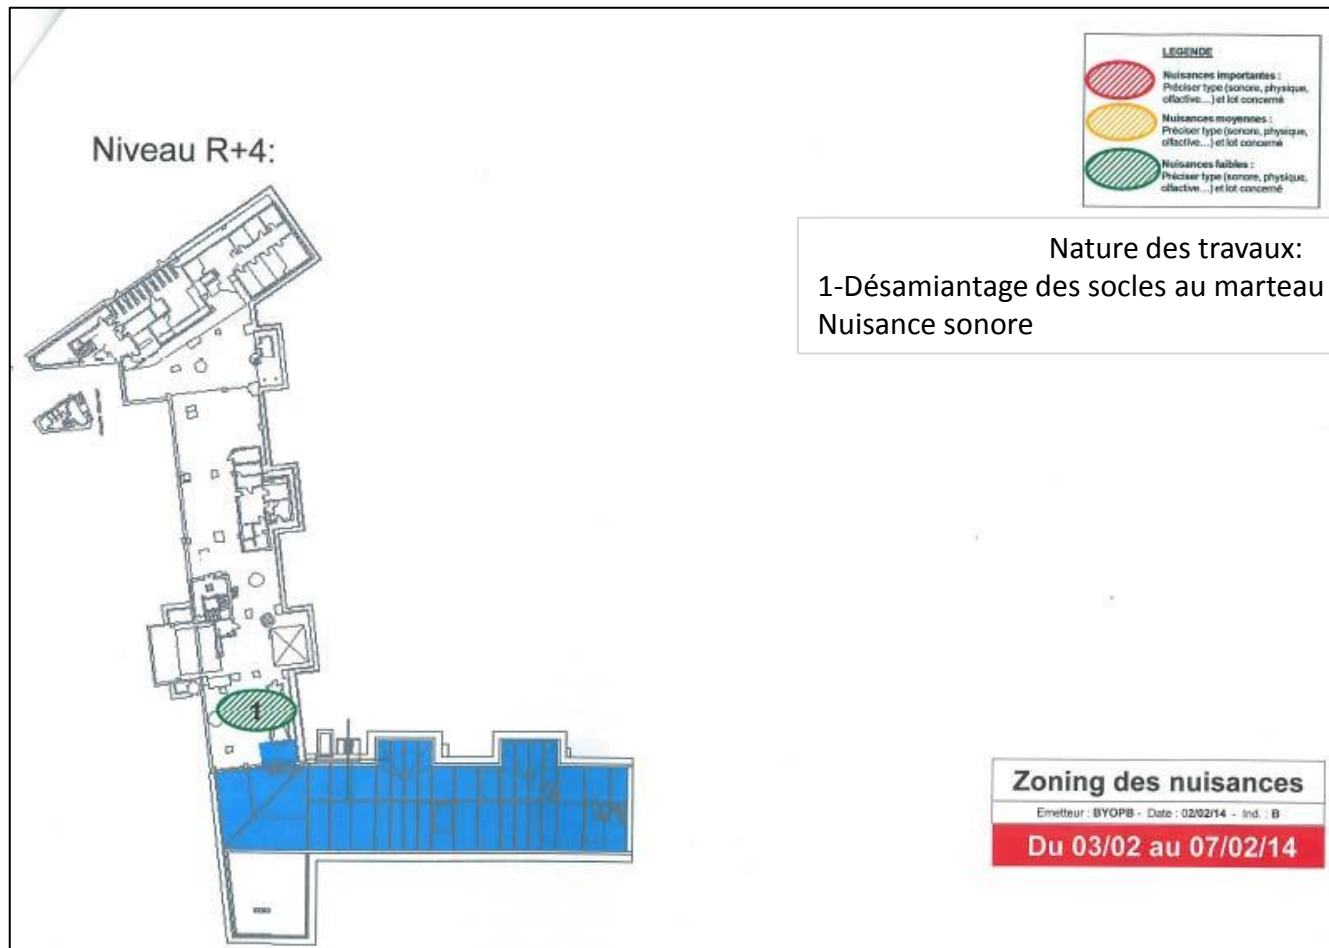 Niveau R+4:
LEGENDE
Nuisances importantes :
Préciser type (sonore, physique,
olfactive…) et lot concerné
Nuisances moyennes :
Préciser type (sonore, physique,
olfactive…) et lot concerné
Nuisances faibles :
Préciser type (sonore, physique,
olfactive…) et lot concerné
Nature des travaux:
1-Désamiantage des socles au marteau
Nuisance sonore
1
Zoning des nuisances
Emetteur : BYOPB - Date : 02/02/14 - Ind. : B
Du 03/02 au 07/02/14